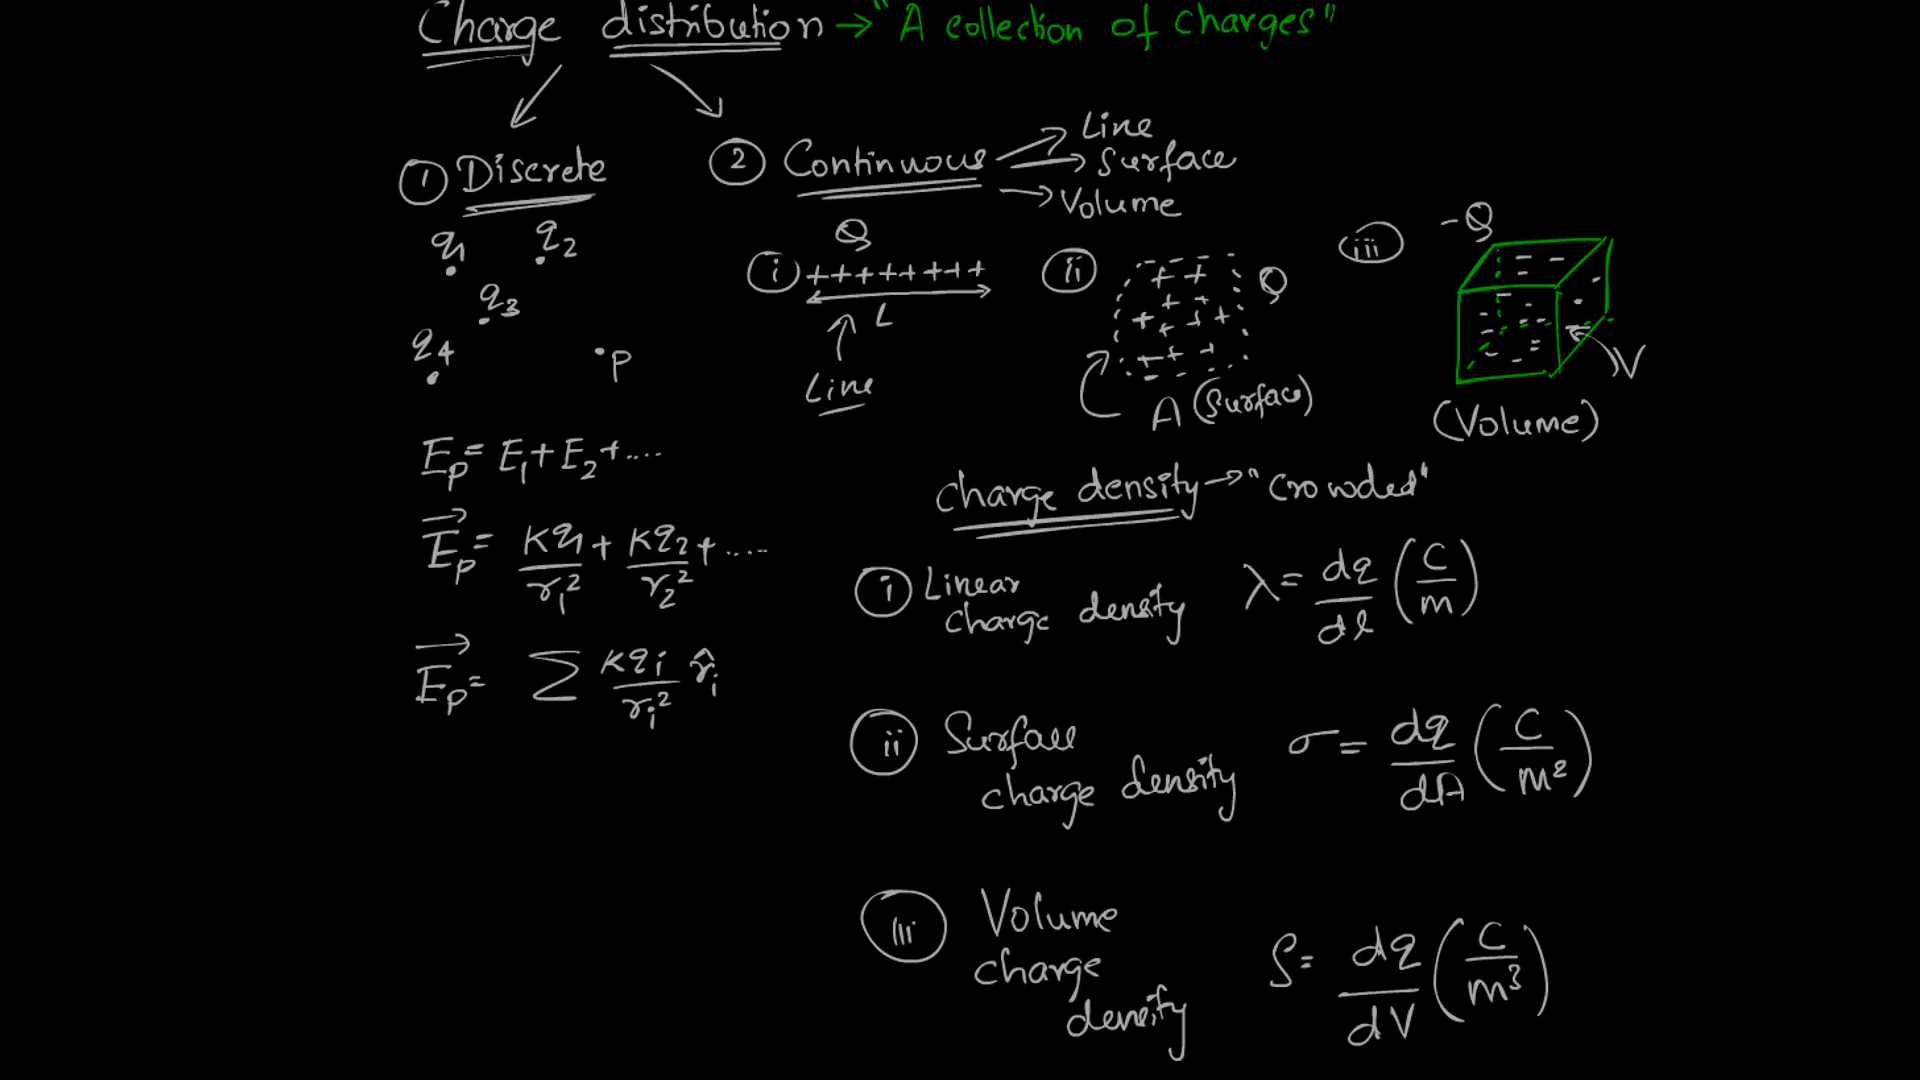 Charge distribution → "A collection of charges"
① Discrete
② Continuous → Line
→ Surface
→ Volume
q1 q2
q3
q4
.P
Ep = E1 + E2 + ....
Ep = Kq1/r1² + Kq2/r2² + .....
Ep = Σ Kqi/ri² r̂i
Q
i +++++++++
L
Line
ii Q
A (Surface)
iii -Q
V
(Volume)
Charge density → "Crowded"
i Linear
charge density λ = dq/dl (C/m)
ii Surface
charge density σ = dq/dA (C/m²)
iii Volume
charge
density ρ = dq/dV (C/m³)